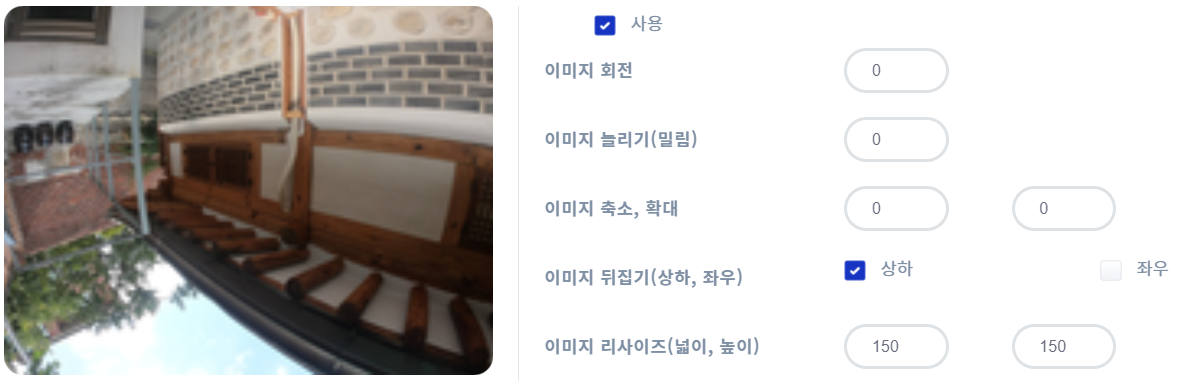 사용
이미지 회전 0
이미지 늘리기(밀림) 0
이미지 축소, 확대 0 0
이미지 뒤집기(상하, 좌우) 상하 좌우
이미지 리사이즈(넓이, 높이) 150 150